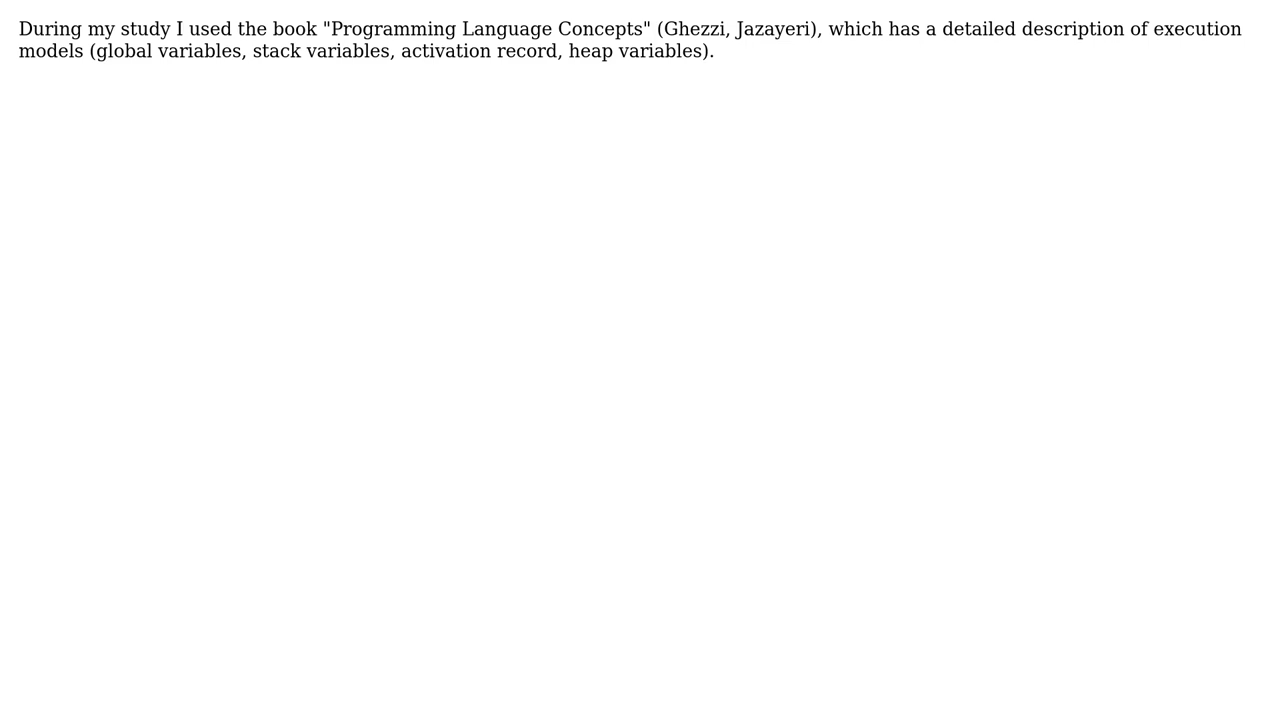 During my study I used the book "Programming Language Concepts" (Ghezzi, Jazayeri), which has a detailed description of execution
models (global variables, stack variables, activation record, heap variables).